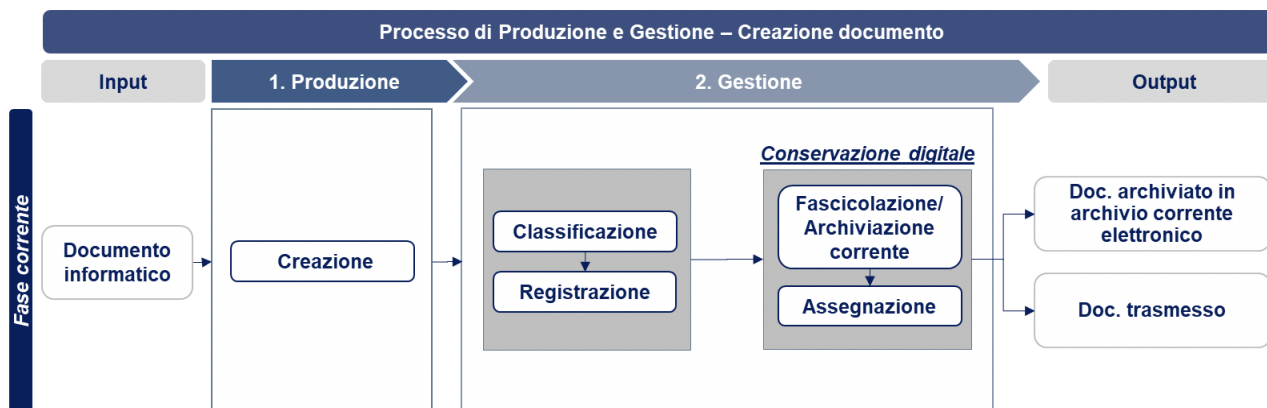 Processo di Produzione e Gestione – Creazione documento
Input
1. Produzione
2. Gestione
Output
Fase corrente
Documento
informatico
Creazione
Classificazione
Registrazione
Conservazione digitale
Fascicolazione/
Archiviazione
corrente
Assegnazione
Doc. archiviato in
archivio corrente
elettronico
Doc. trasmesso